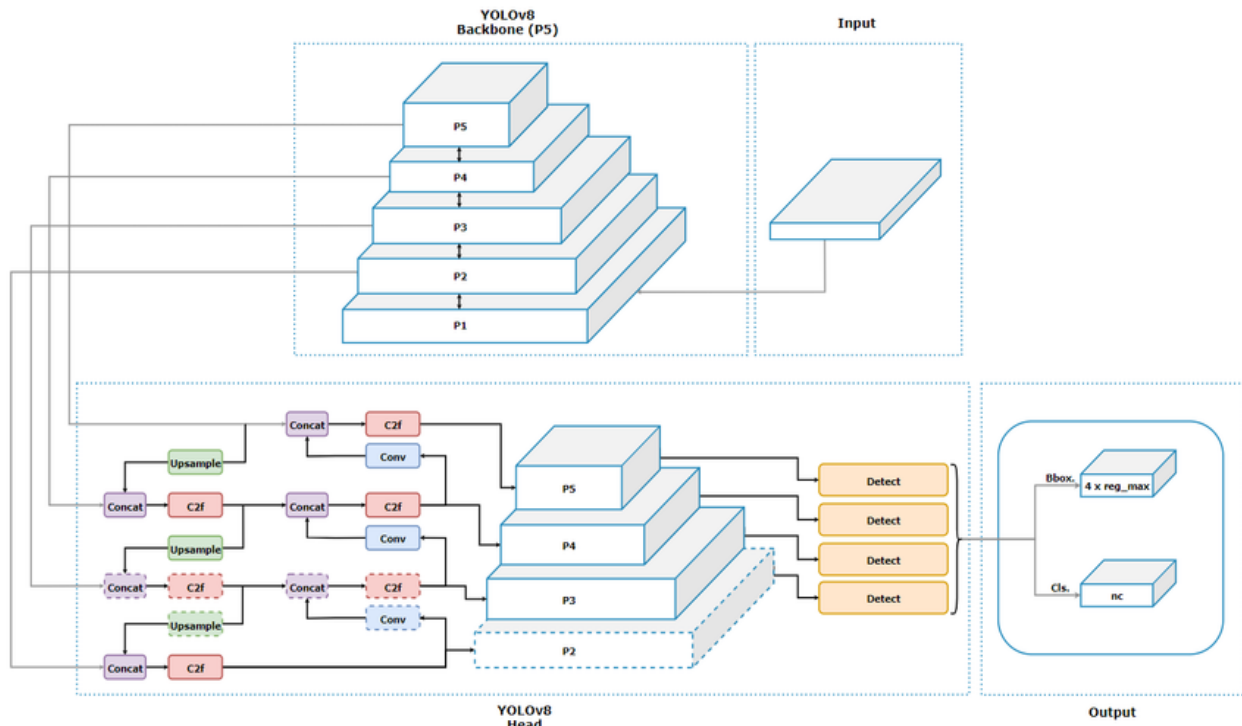 YOLOv8
Backbone (P5)
Input
P5
P4
P3
P2
P1
Concat
C2f
Upsample
Conv
P5
Detect
Bbox.
4 x reg_max
Concat
C2f
Concat
C2f
Detect
Upsample
Conv
P4
Detect
Concat
C2f
Concat
C2f
P3
Detect
Cls.
nc
Upsample
Conv
P2
Concat
C2f
YOLOv8
Head
Output